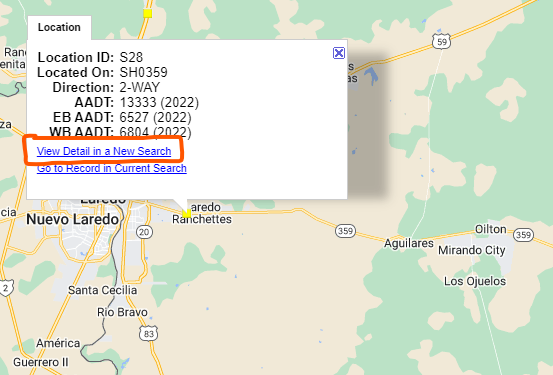 Location
Location ID: S28
Located On: SH0359
Direction: 2-WAY
AADT: 13333 (2022)
EB AADT: 6527 (2022)
WB AADT: 6804 (2022)
View Detail in a New Search
Go to Record in Current Search
59
Nuevo Laredo
Laredo
Ranchettes
20
359
359
Oilton
Aguilares
Mirando City
Los Ojuelos
2
Santa Cecilia
Río Bravo
83
América
Guerrero II